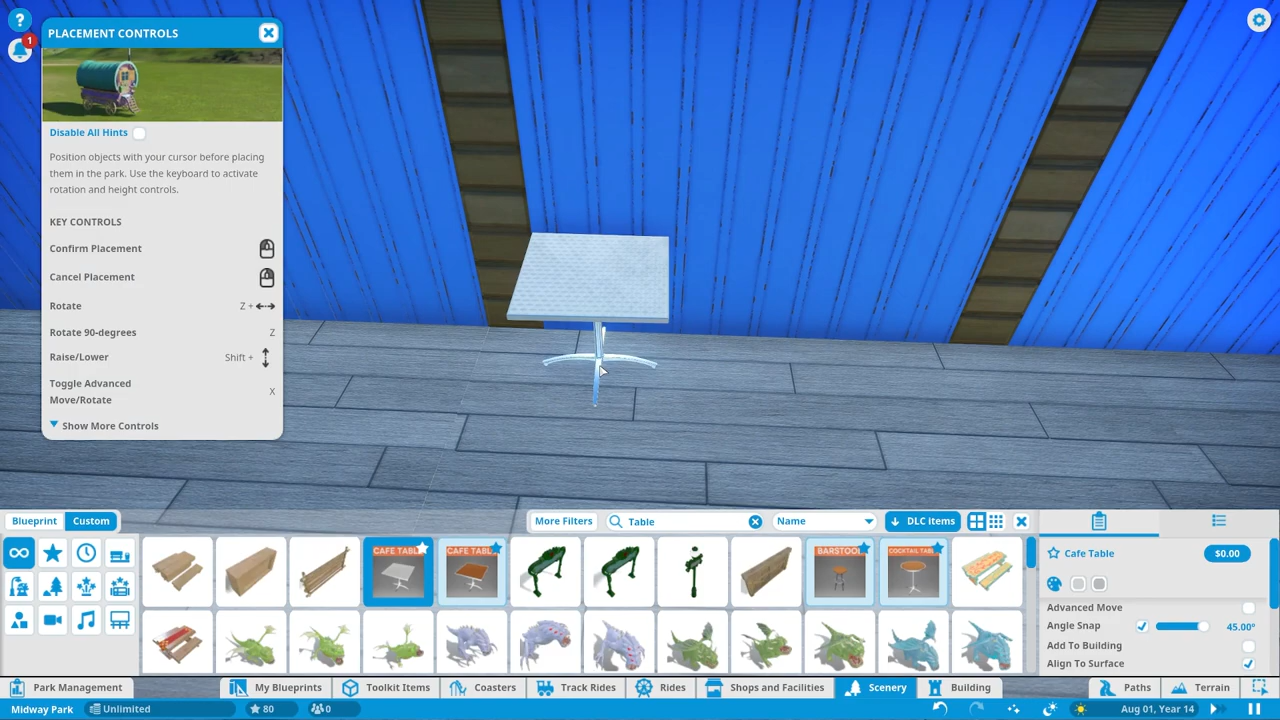 ?
1
PLACEMENT CONTROLS
Disable All Hints
Position objects with your cursor before placing
them in the park. Use the keyboard to activate
rotation and height controls.
KEY CONTROLS
Confirm Placement
Cancel Placement
Rotate Z +
Rotate 90-degrees Z
Raise/Lower Shift +
Toggle Advanced
Move/Rotate X
Show More Controls
Blueprint Custom More Filters Table Name DLC Items
CAFE TABLE CAFE TABLE BARSTOOL COCKTAIL TABLE
Cafe Table $0.00
Advanced Move
Angle Snap 45.00°
Add To Building
Align To Surface
Park Management My Blueprints Toolkit Items Coasters Track Rides Rides Shops and Facilities Scenery Building Paths Terrain
Midway Park Unlimited 80 0 Aug 01, Year 14